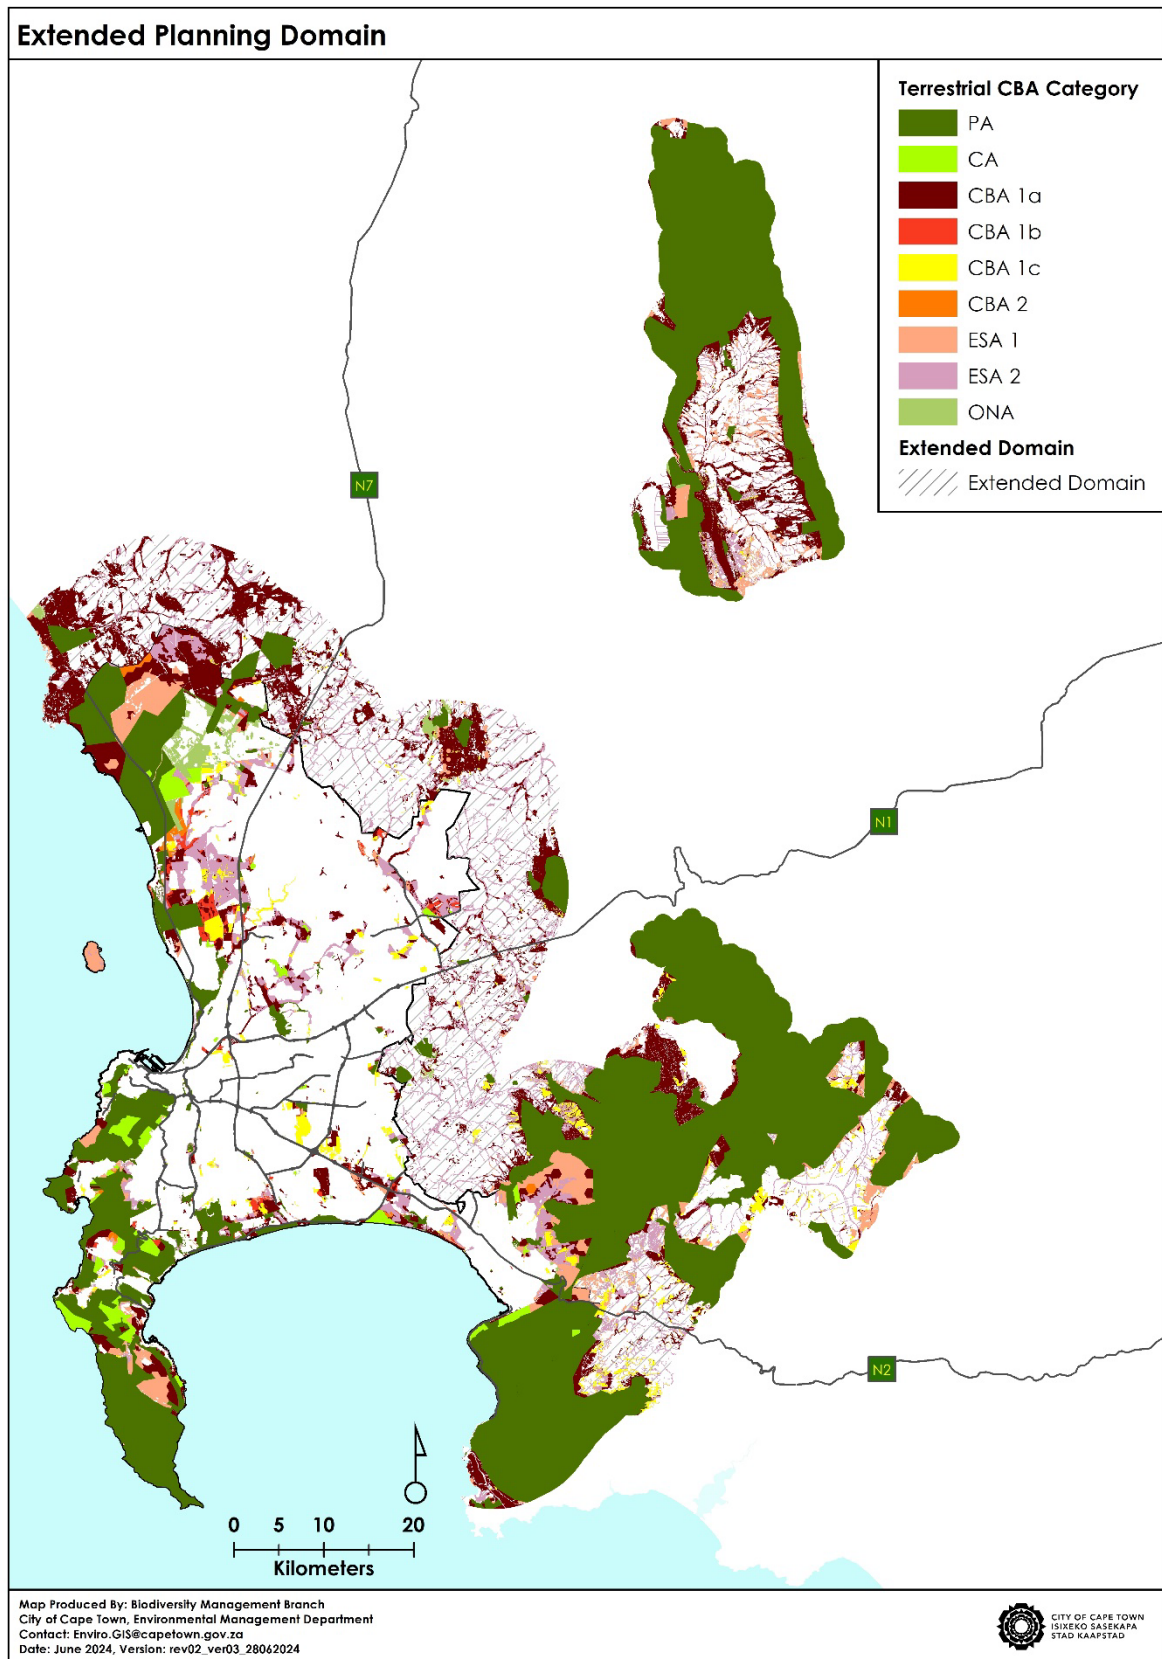 Extended Planning Domain
Terrestrial CBA Category
PA
CA
CBA 1a
CBA 1b
CBA 1c
CBA 2
ESA 1
ESA 2
ONA
Extended Domain
Extended Domain
N7
N1
N2
0 5 10 20
Kilometers
Map Produced By: Biodiversity Management Branch
City of Cape Town, Environmental Management Department
Contact: Enviro.GIS@capetown.gov.za
Date: June 2024, Version: rev02_ver03_28062024
CITY OF CAPE TOWN
ISIXEKO SASEKAPA
STAD KAAPSTAD